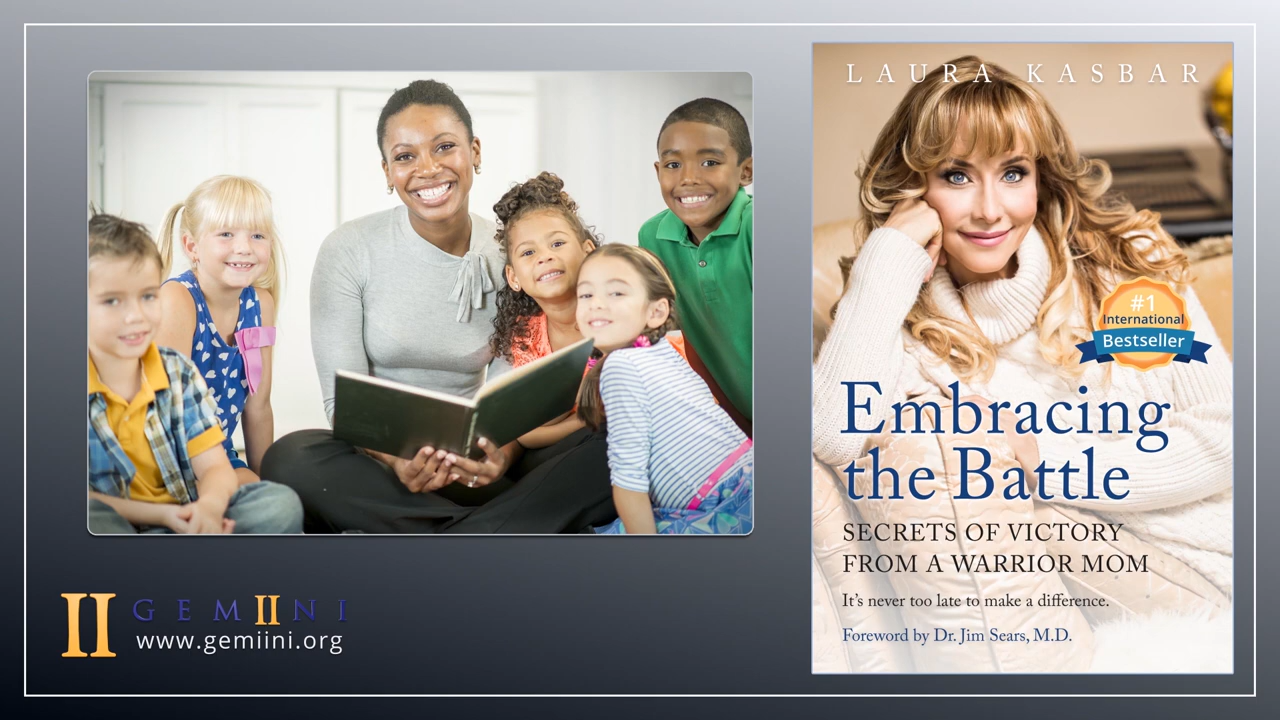 LAURA KASBAR
#1
International
Bestseller
Embracing
the Battle
SECRETS OF VICTORY
FROM A WARRIOR MOM
It's never too late to make a difference.
Foreword by Dr. Jim Sears, M.D.
II GEMIINI
www.gemiini.org